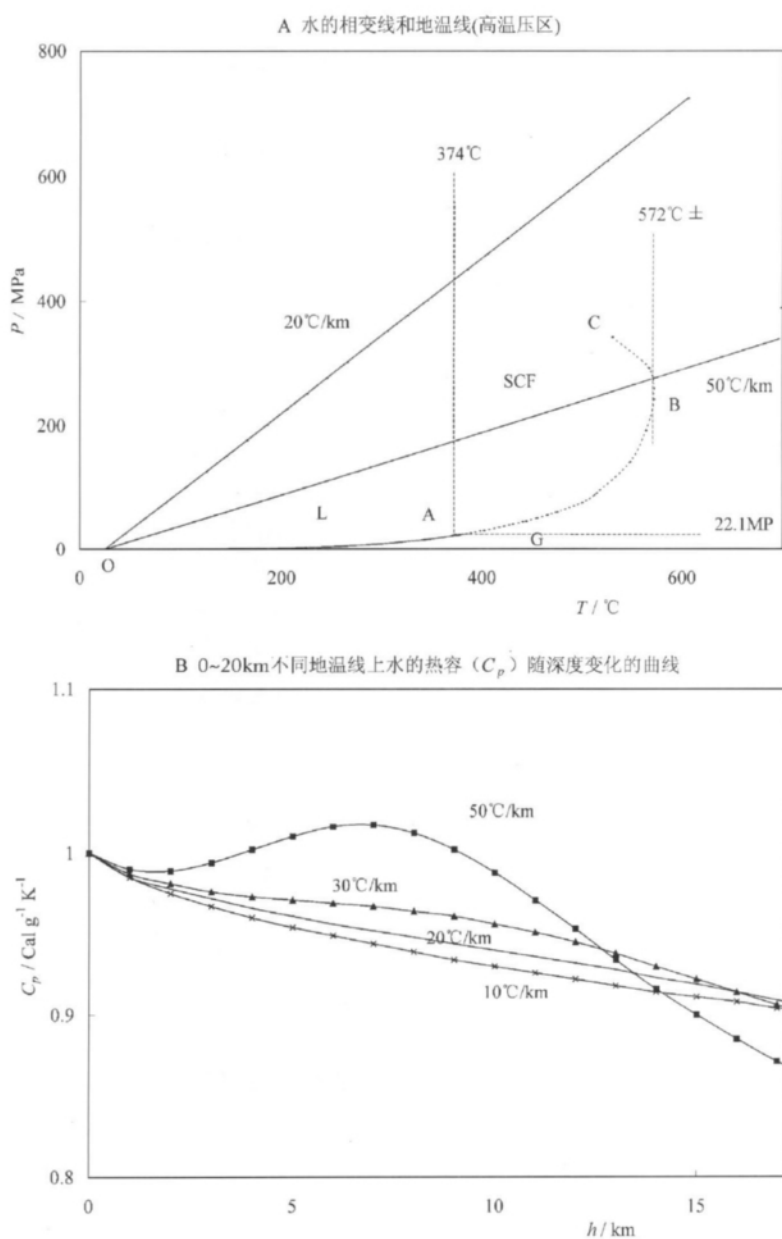 A 水的相变线和地温线(高温压区)
800
600
400
200
0
P / MPa
374℃
572℃ ±
20℃/km
C
SCF
50℃/km
B
L
A
22.1MP
G
O
0
200
400
600
T / ℃
B 0~20km不同地温线上水的热容（Cp）随深度变化的曲线
1.1
1
0.9
0.8
Cp / Cal g⁻¹ K⁻¹
50℃/km
30℃/km
20℃/km
10℃/km
0
5
10
15
h / km